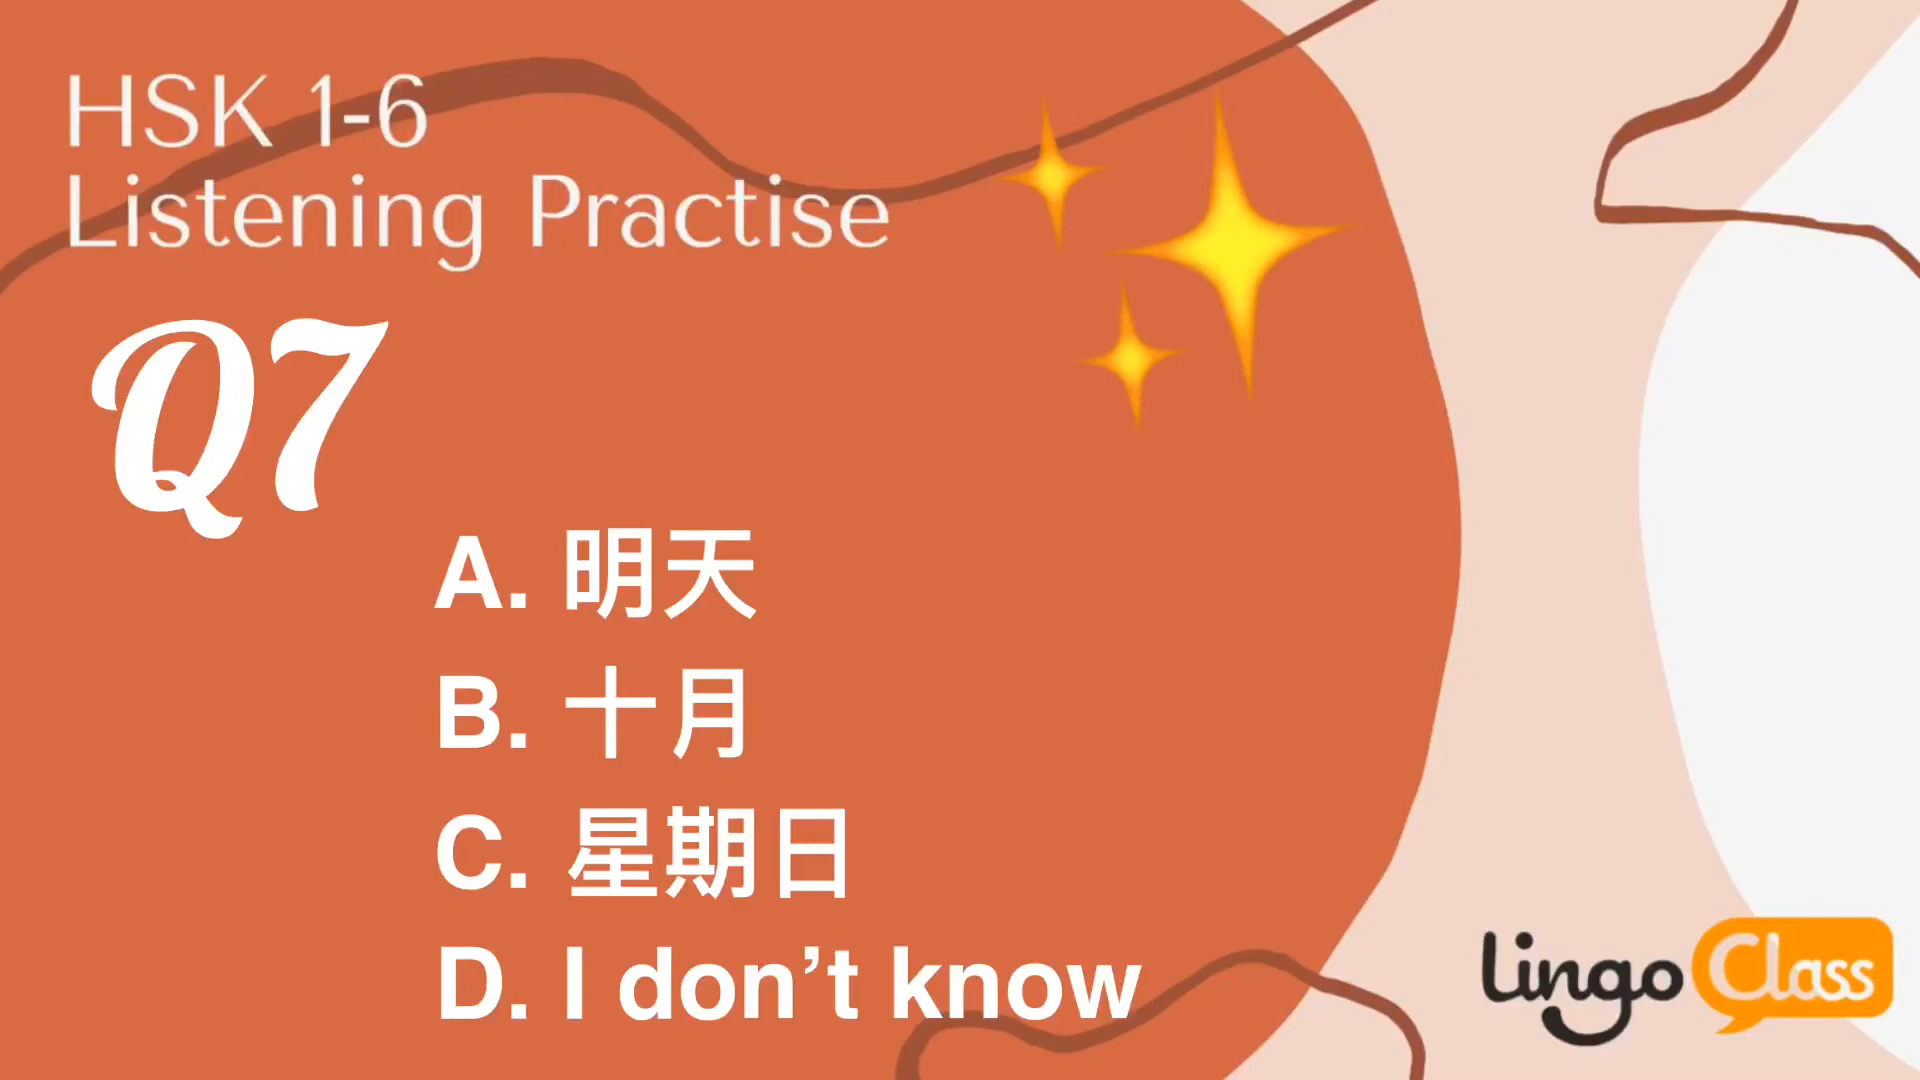 HSK 1-6
Listening Practise
Q7
A. 明天
B. 十月
C. 星期日
D. I don’t know
Lingo Class